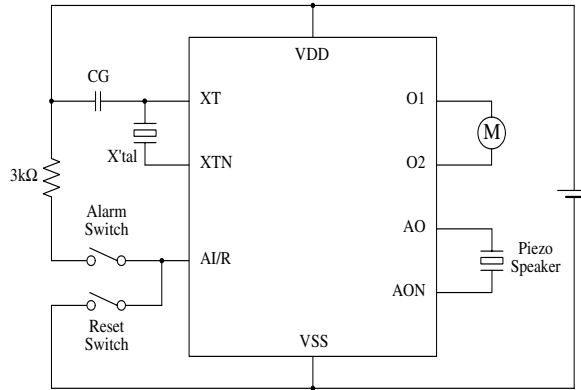 VDD
CG
XT
O1
M
X'tal
XTN
O2
3kΩ
Alarm
Switch
AO
Piezo
Speaker
AI/R
AON
Reset
Switch
VSS